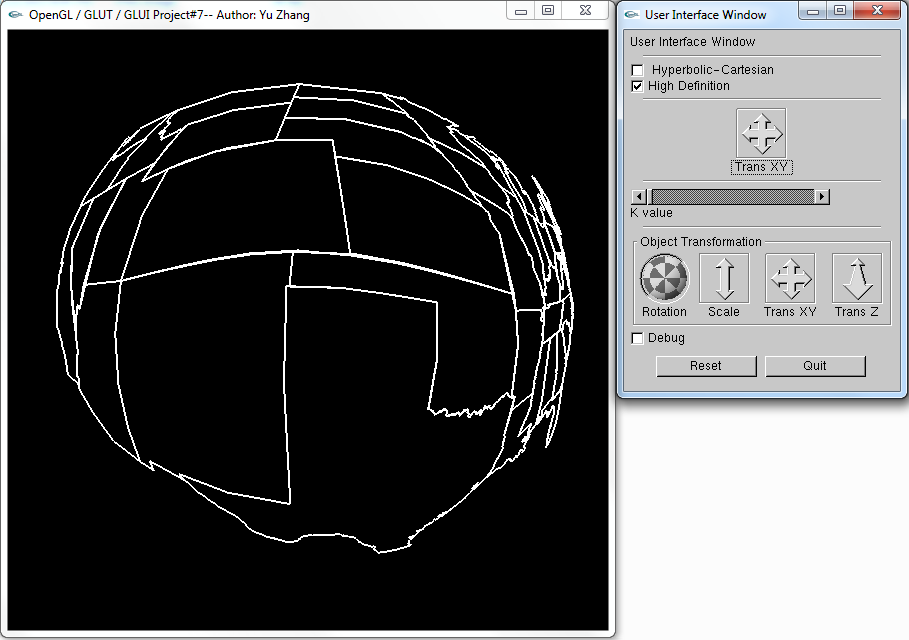 OpenGL / GLUT / GLUI Project#7-- Author: Yu Zhang
User Interface Window
User Interface Window
Hyperbolic-Cartesian
High Definition
Trans XY
K value
Object Transformation
Rotation Scale Trans XY Trans Z
Debug
Reset Quit